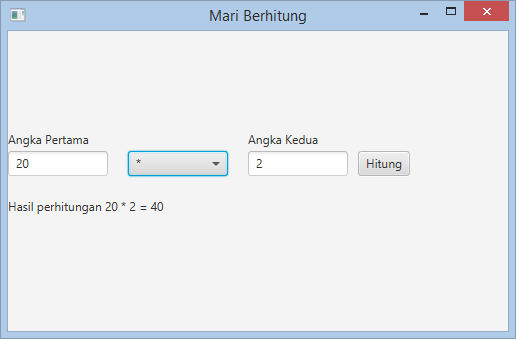 Mari Berhitung
Angka Pertama Angka Kedua
20 * 2 Hitung
Hasil perhitungan 20 * 2 = 40